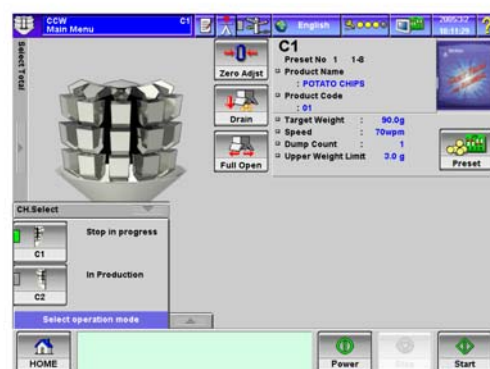 CCW C1
Main Menu
English
2005/3/2
10:11:29
Select Total
Zero Adjst
Drain
Full Open
C1
Preset No 1 1-8
Product Name
: POTATO CHIPS
Product Code
: 01
Target Weight : 90.0g
Speed : 70wpm
Dump Count : 1
Upper Weight Limit 3.0 g
Preset
CH.Select
Stop in progress
C1
In Production
C2
Select operation mode
HOME
Power
Stop
Start